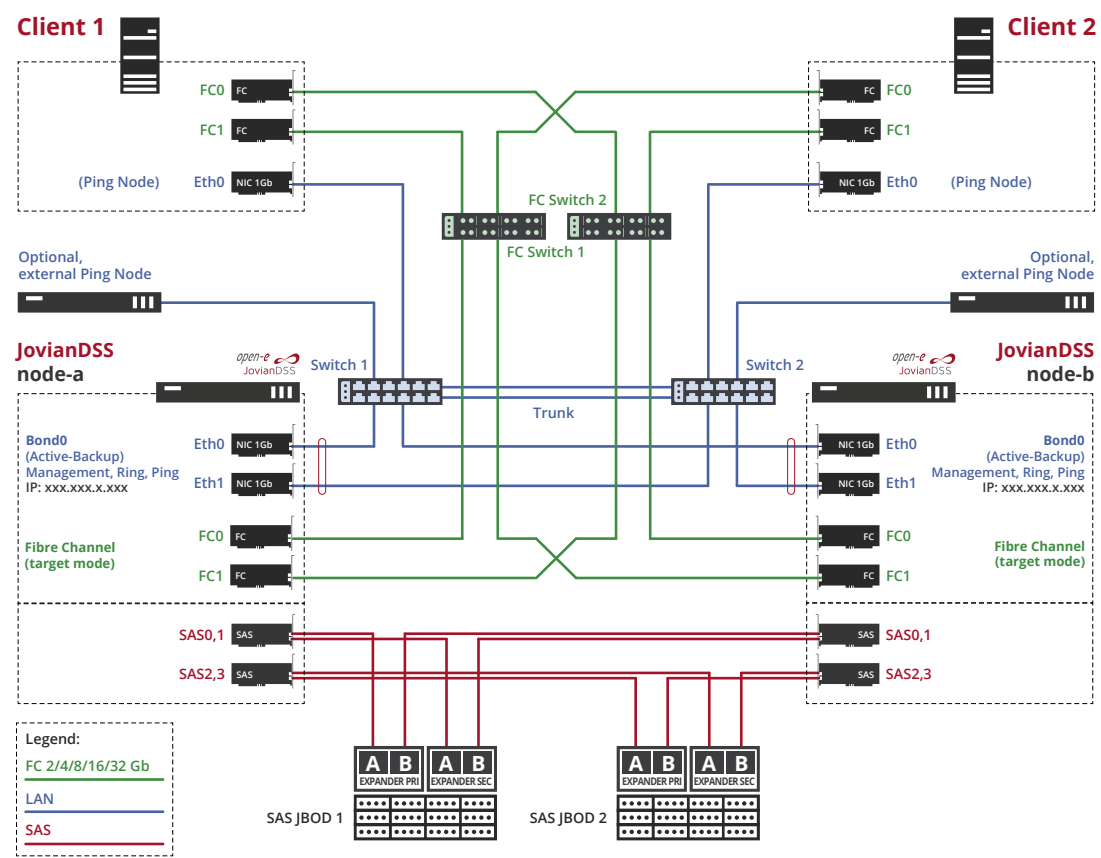 Client 1
Client 2
FC0
FC
FC
FC0
FC1
FC
FC
FC1
(Ping Node)
Eth0
NIC 1Gb
NIC 1Gb
Eth0
(Ping Node)
FC Switch 2
FC Switch 1
Optional,
external Ping Node
Optional,
external Ping Node
JovianDSS
node-a
open-e
JovianDSS
Switch 1
Switch 2
open-e
JovianDSS
JovianDSS
node-b
Trunk
Bond0
(Active-Backup)
Management, Ring, Ping
IP: xxx.xxx.x.xxx
Eth0
NIC 1Gb
Eth1
NIC 1Gb
NIC 1Gb
Eth0
NIC 1Gb
Eth1
Bond0
(Active-Backup)
Management, Ring, Ping
IP: xxx.xxx.x.xxx
Fibre Channel
(target mode)
FC0
FC
FC1
FC
FC
FC0
FC
FC1
Fibre Channel
(target mode)
SAS0,1
SAS
SAS
SAS0,1
SAS2,3
SAS
SAS
SAS2,3
Legend:
FC 2/4/8/16/32 Gb
LAN
SAS
A B A B
EXPANDER PRI EXPANDER SEC
SAS JBOD 1
A B A B
EXPANDER PRI EXPANDER SEC
SAS JBOD 2